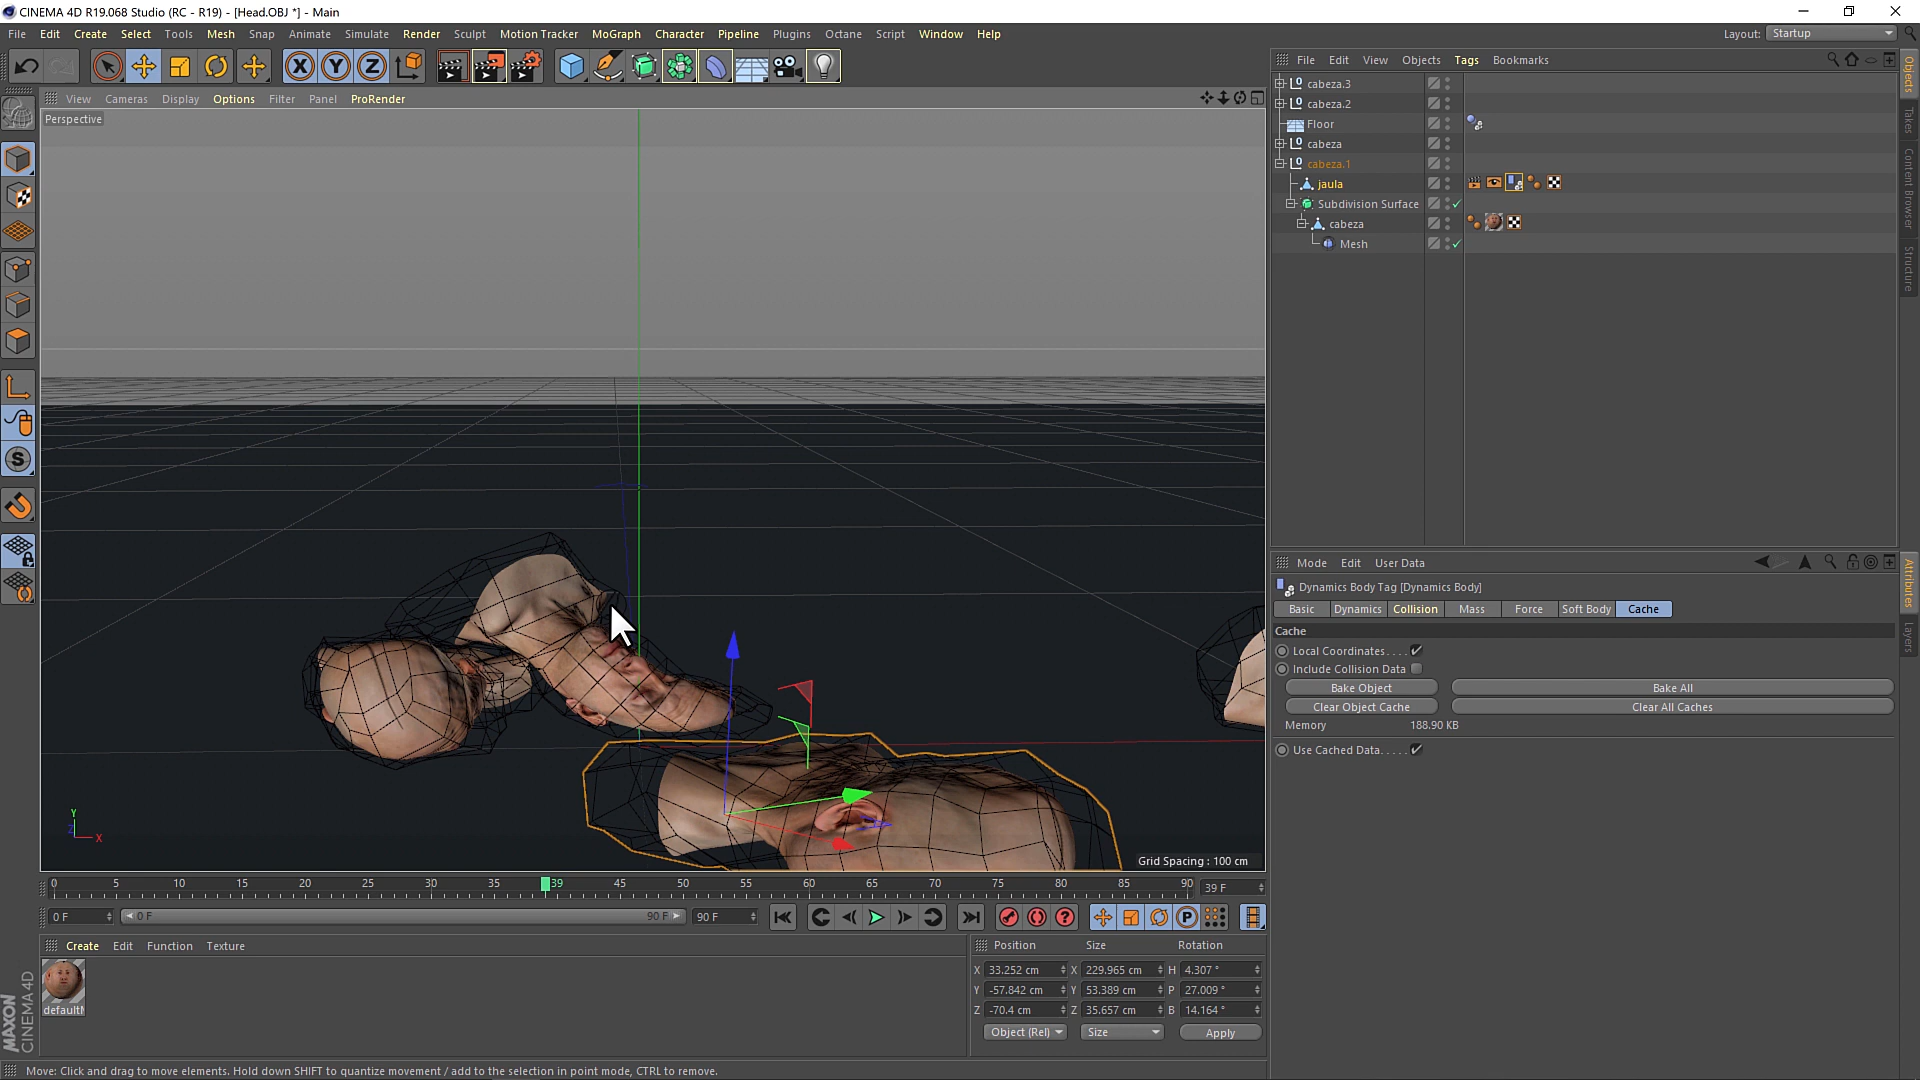 CINEMA 4D R19.068 Studio (RC - R19) - [Head.OBJ *] - Main
File Edit Create Select Tools Mesh Snap Animate Simulate Render Sculpt Motion Tracker MoGraph Character Pipeline Plugins Octane Script Window Help
Layout: Startup
View Cameras Display Options Filter Panel ProRender
Perspective
Grid Spacing : 100 cm
Y
Z X
File Edit View Objects Tags Bookmarks
cabeza.3
cabeza.2
Floor
cabeza
cabeza.1
jaula
Subdivision Surface
cabeza
Mesh
Objects
Takes
Content Browser
Structure
Mode Edit User Data
Dynamics Body Tag [Dynamics Body]
Basic Dynamics Collision Mass Force Soft Body Cache
Cache
Local Coordinates . . . .
Include Collision Data
Bake Object Bake All
Clear Object Cache Clear All Caches
Memory 188.90 KB
Use Cached Data. . . . .
Attributes
Layers
0 5 10 15 20 25 30 35 39 45 50 55 60 65 70 75 80 85 90 39 F
0 F 0 F 90 F 90 F
Create Edit Function Texture
defaultM
MAXON
CINEMA 4D
Position Size Rotation
X 33.252 cm X 229.965 cm H 4.307 °
Y -57.842 cm Y 53.389 cm P 27.009 °
Z -70.4 cm Z 35.657 cm B 14.164 °
Object (Rel) Size Apply
Move: Click and drag to move elements. Hold down SHIFT to quantize movement / add to the selection in point mode, CTRL to remove.